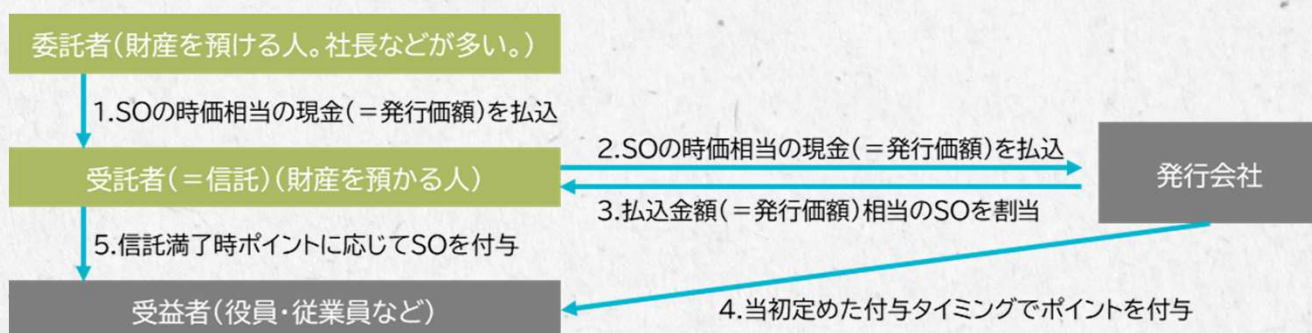 委託者(財産を預ける人。社長などが多い。)
1.SOの時価相当の現金(=発行価額)を払込
2.SOの時価相当の現金(=発行価額)を払込
受託者(=信託)(財産を預かる人)
発行会社
3.払込金額(=発行価額)相当のSOを割当
5.信託満了時ポイントに応じてSOを付与
4.当初定めた付与タイミングでポイントを付与
受益者(役員・従業員など)